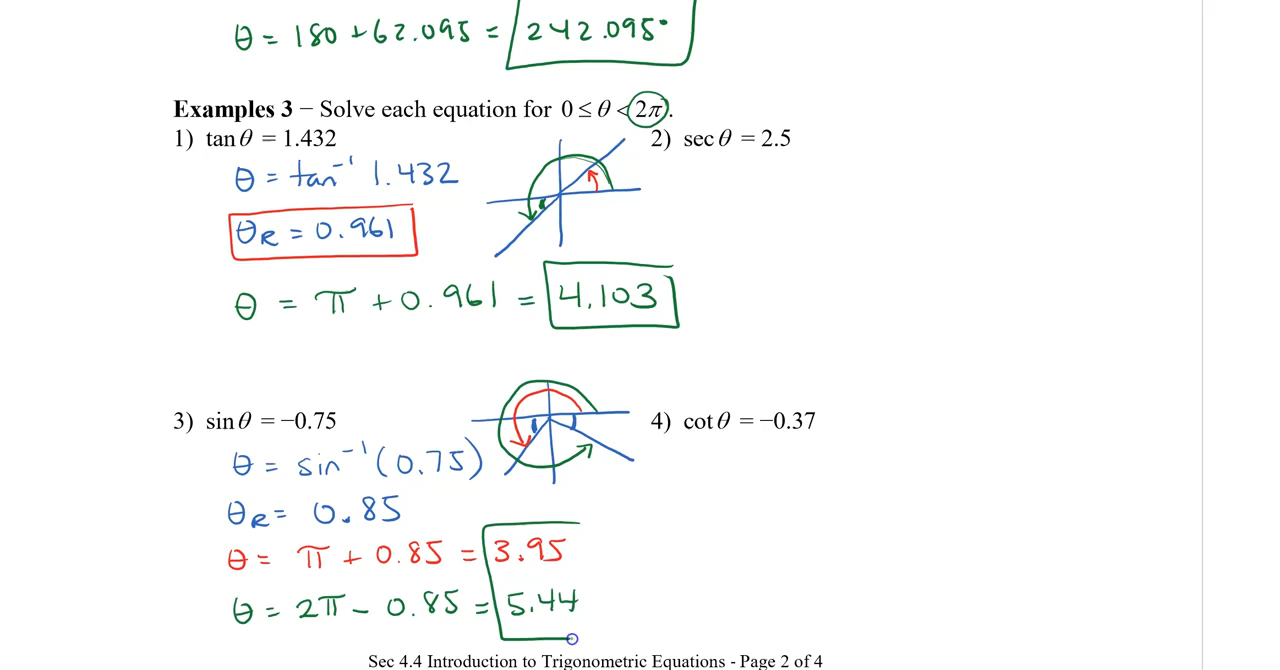 θ = 180 + 62.095 = 242.095°
Examples 3 − Solve each equation for 0 ≤ θ < 2π.
1) tan θ = 1.432
2) sec θ = 2.5
θ = tan⁻¹ 1.432
θR = 0.961
θ = π + 0.961 = 4.103
3) sin θ = −0.75
4) cot θ = −0.37
θ = sin⁻¹(0.75)
θR = 0.85
θ = π + 0.85 = 3.95
θ = 2π − 0.85 = 5.44
Sec 4.4 Introduction to Trigonometric Equations - Page 2 of 4